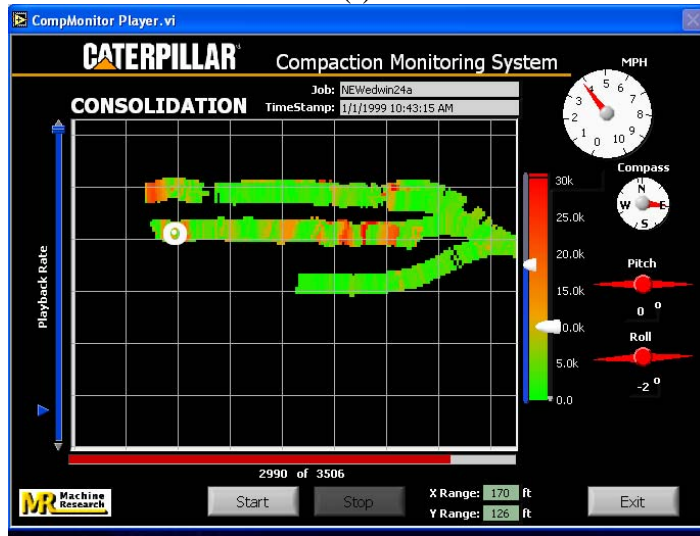 CompMonitor Player.vi
CATERPILLAR
Compaction Monitoring System
MPH
Job: NEWedwin24a
CONSOLIDATION
TimeStamp: 1/1/1999 10:43:15 AM
0 1 2 3 4 5 6 7 8 9 10
Compass
N
W E
S
30k
25.0k
20.0k
15.0k
10.0k
5.0k
0.0
Playback Rate
Pitch
0 o
Roll
-2 o
2990 of 3506
MR Machine Research
Start
Stop
X Range: 170 ft
Y Range: 126 ft
Exit